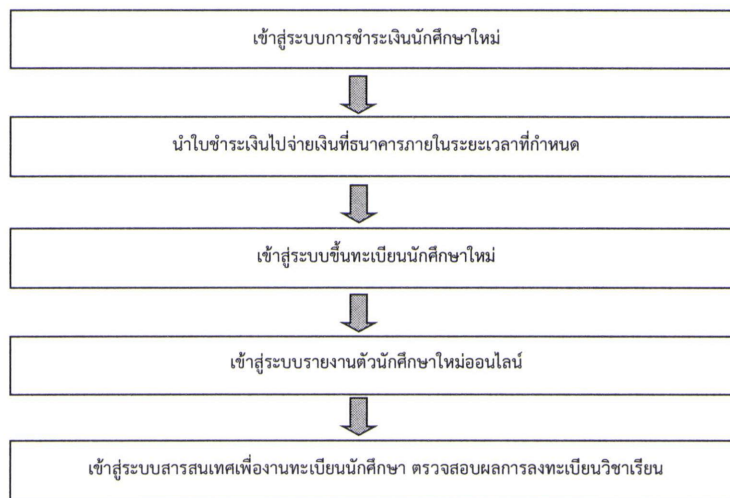 เข้าสู่ระบบการชำระเงินนักศึกษาใหม่
นำใบชำระเงินไปจ่ายเงินที่ธนาคารภายในระยะเวลาที่กำหนด
เข้าสู่ระบบขึ้นทะเบียนนักศึกษาใหม่
เข้าสู่ระบบรายงานตัวนักศึกษาใหม่ออนไลน์
เข้าสู่ระบบสารสนเทศเพื่องานทะเบียนนักศึกษา ตรวจสอบผลการลงทะเบียนวิชาเรียน